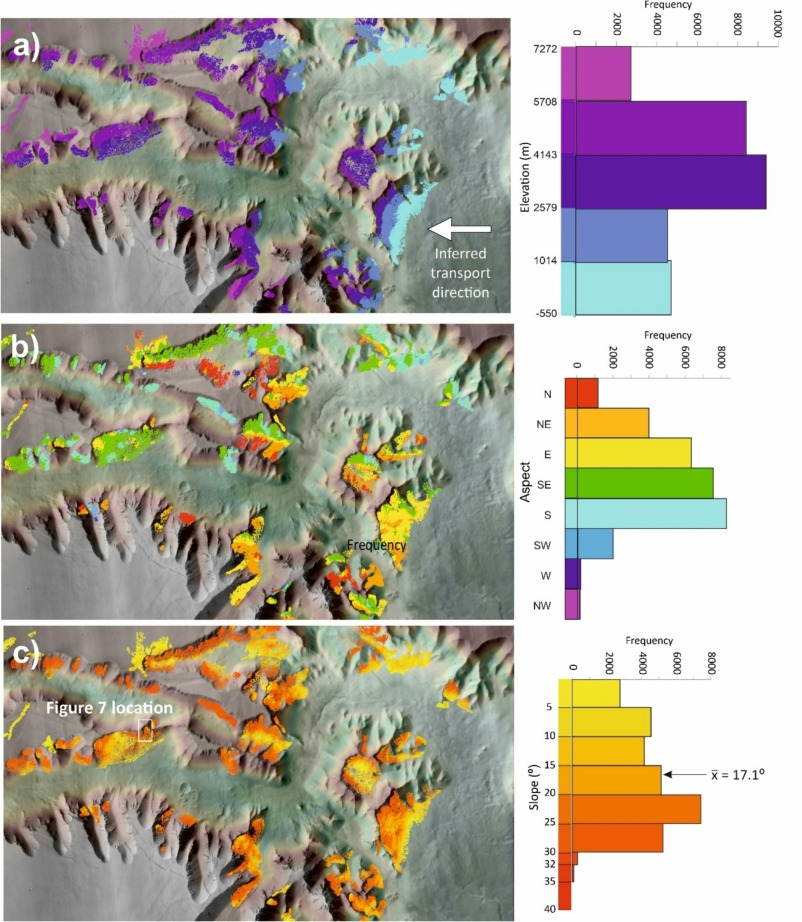 a)
Inferred
transport
direction
Frequency
0
2000
4000
6000
8000
10000
7272
5708
4143
2579
1014
-550
Elevation (m)
b)
Frequency
Frequency
0
2000
4000
6000
8000
N
NE
E
SE
S
SW
W
NW
Aspect
c)
Figure 7 location
Frequency
0
2000
4000
6000
8000
5
10
15
20
25
30
32
35
40
Slope (º)
x̄ = 17.1º